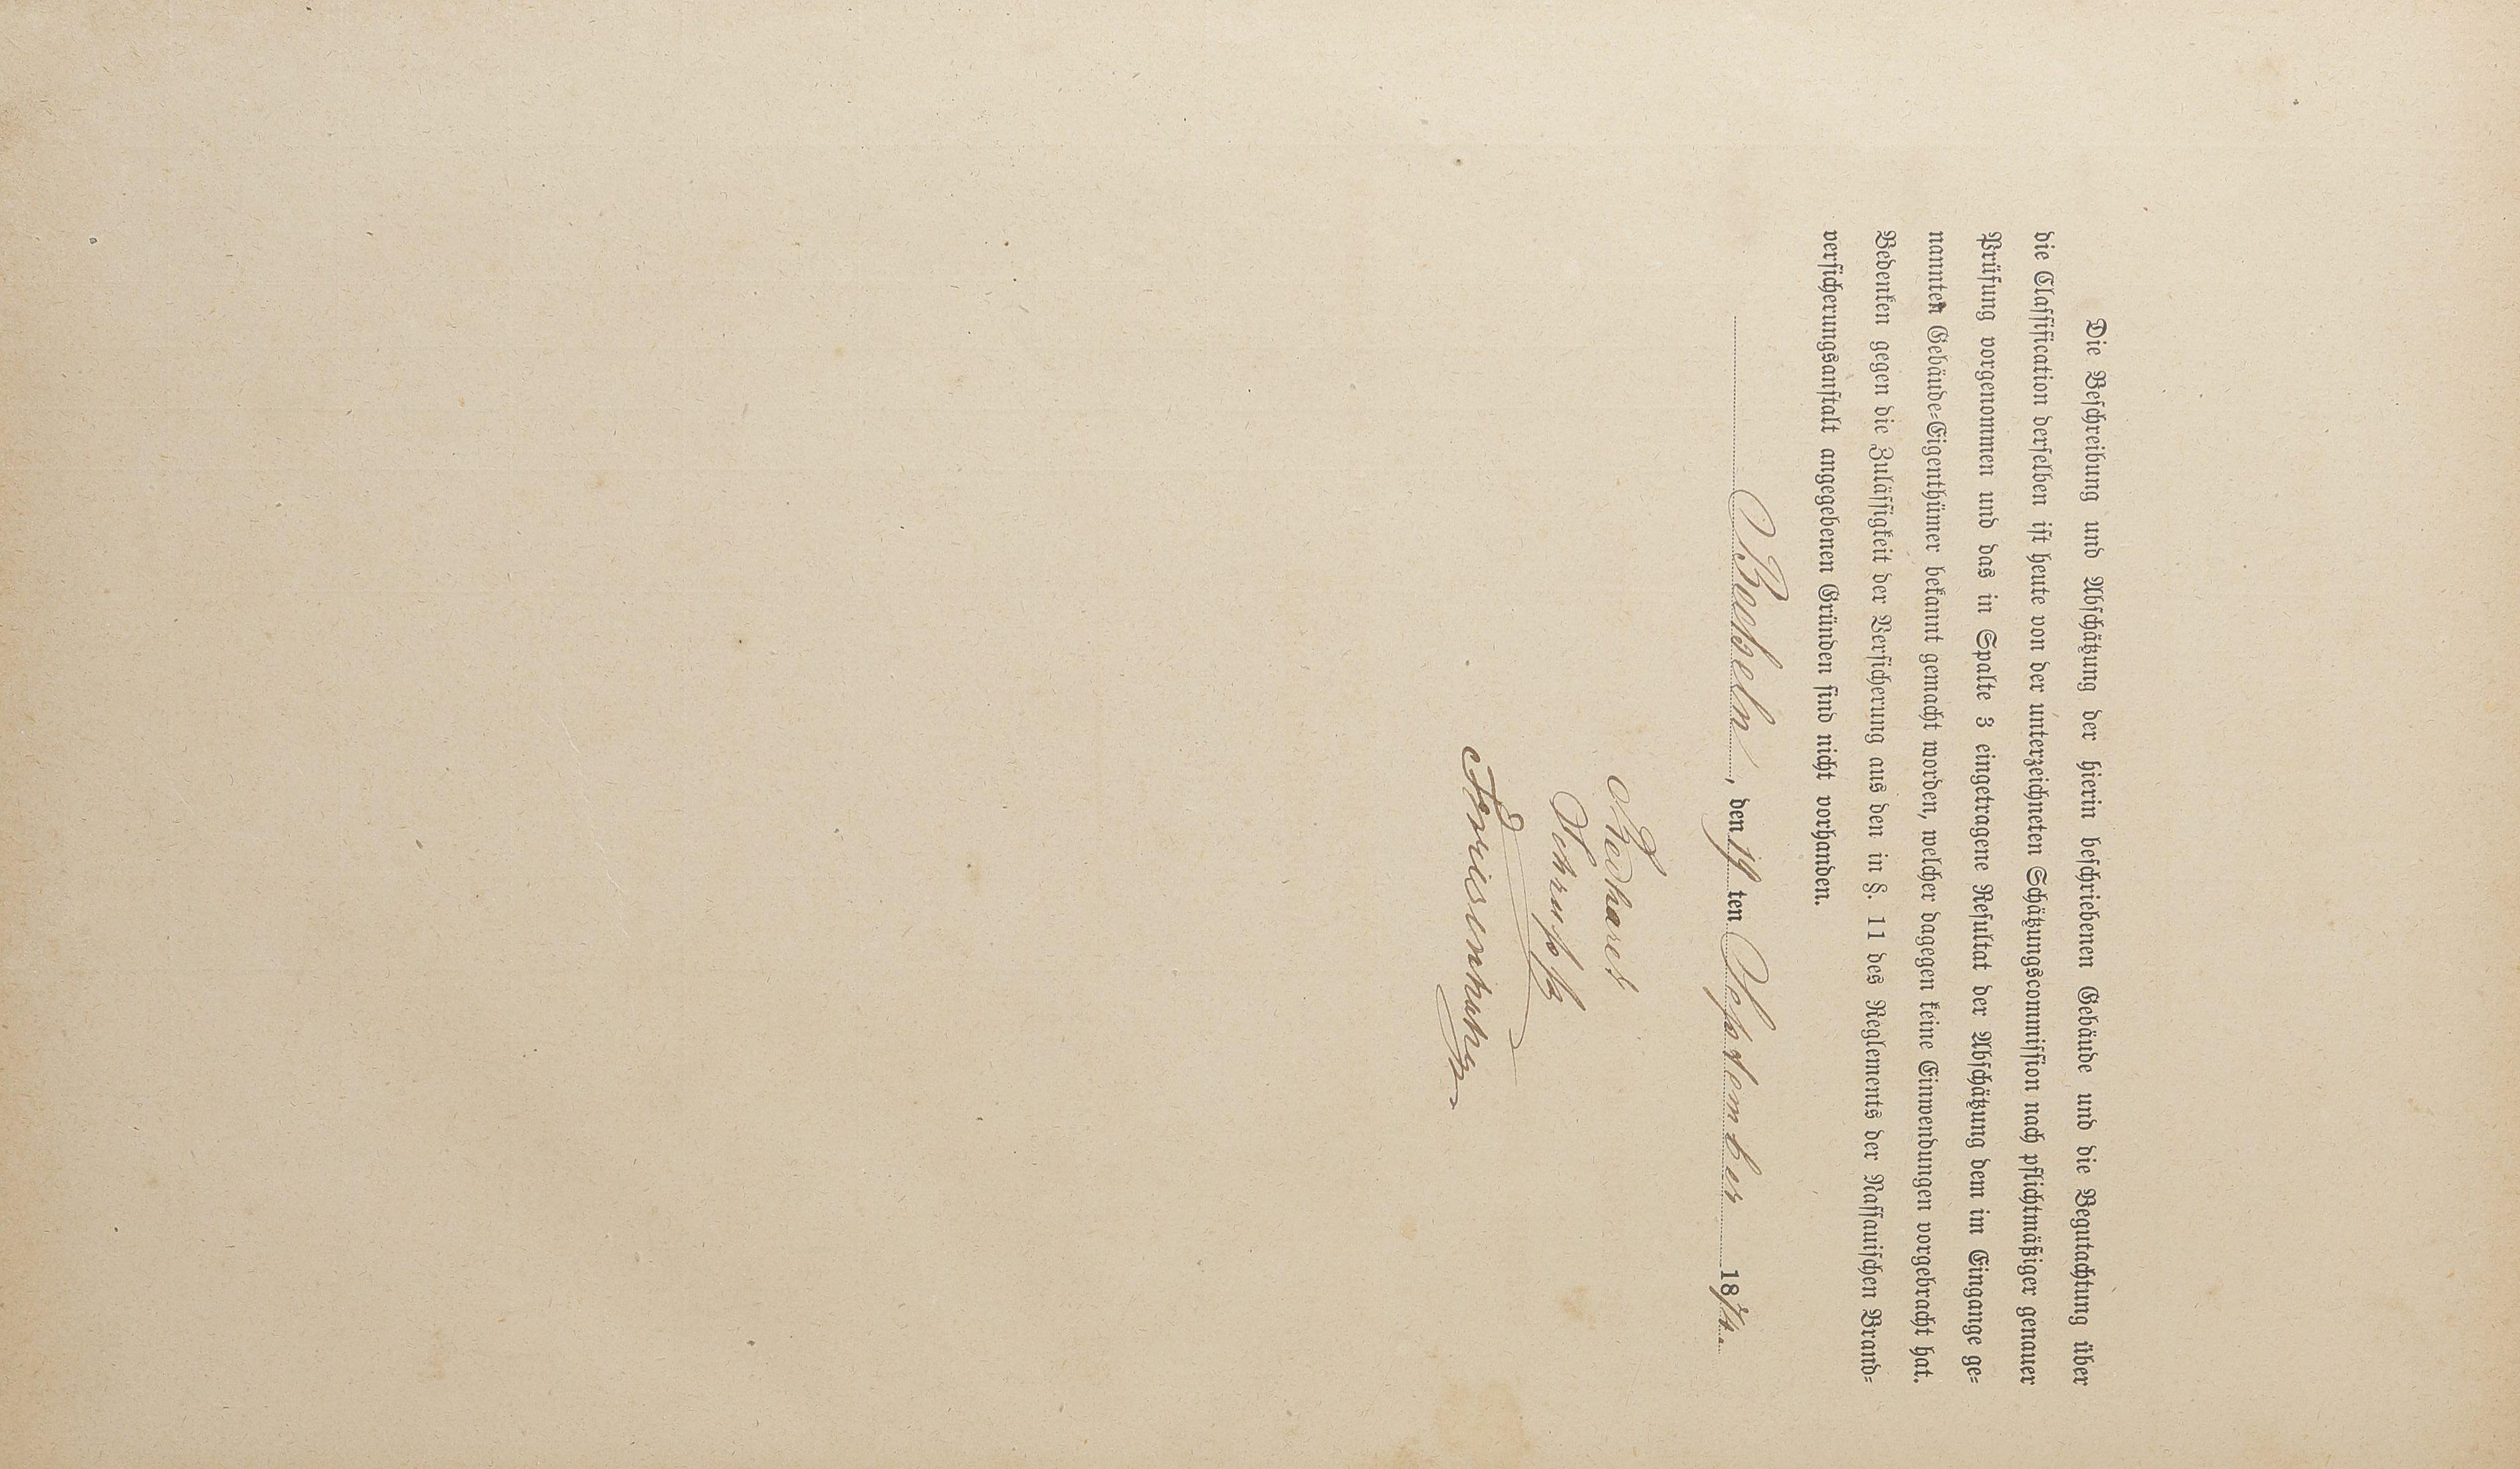 Die Beschreibung und Abschätzung der hierin beschriebenen Gebäude und die Begutachtung über
die Classification derselben ist heute von der unterzeichneten Schätzungscommission nach pflichtmäßiger genauer
Prüfung vorgenommen und das in Spalte 3 eingetragene Resultat der Abschätzung dem im Eingange ge=
nannten Gebäude=Eigenthümer bekannt gemacht worden, welcher dagegen keine Einwendungen vorgebracht hat.
Bedenken gegen die Zulässigkeit der Versicherung aus den in §. 11 des Reglements der Nassauischen Brand=
versicherungsanstalt angegebenen Gründen sind nicht vorhanden.
, den 19 ten September 1874.